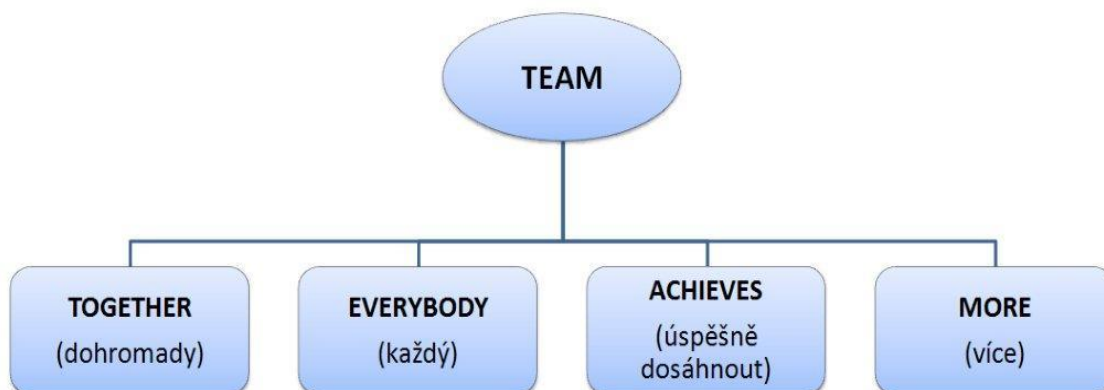 TEAM
TOGETHER
(dohromady)
EVERYBODY
(každý)
ACHIEVES
(úspěšně
dosáhnout)
MORE
(více)